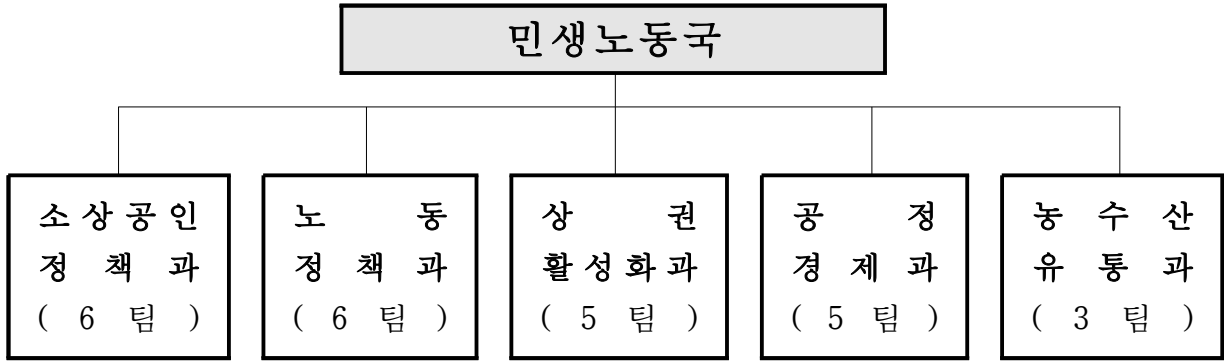 민생노동국
소상공인
정책과
( 6 팀 )
노동
정책과
( 6 팀 )
상권
활성화과
( 5 팀 )
공정
경제과
( 5 팀 )
농수산
유통과
( 3 팀 )